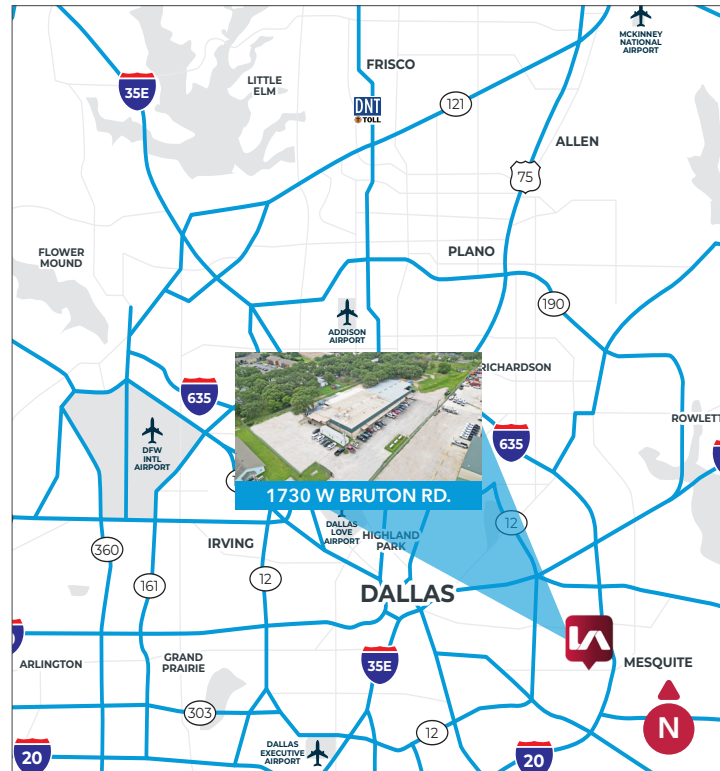 MCKINNEY
NATIONAL
AIRPORT
FRISCO
LITTLE
ELM
35E
DNT
TOLL
121
ALLEN
75
FLOWER
MOUND
PLANO
190
ADDISON
AIRPORT
RICHARDSON
635
ROWLETT
DFW
INTL
AIRPORT
635
1730 W BRUTON RD.
12
DALLAS
LOVE
AIRPORT
HIGHLAND
PARK
IRVING
360
161
12
DALLAS
ARLINGTON
GRAND
PRAIRIE
35E
MESQUITE
303
12
N
20
DALLAS
EXECUTIVE
AIRPORT
20